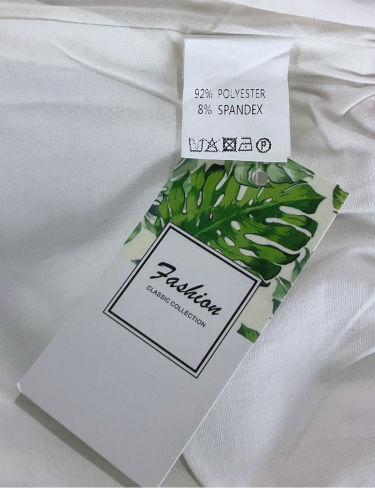 92% POLYESTER
8% SPANDEX
P
Fashion
CLASSIC COLLECTION